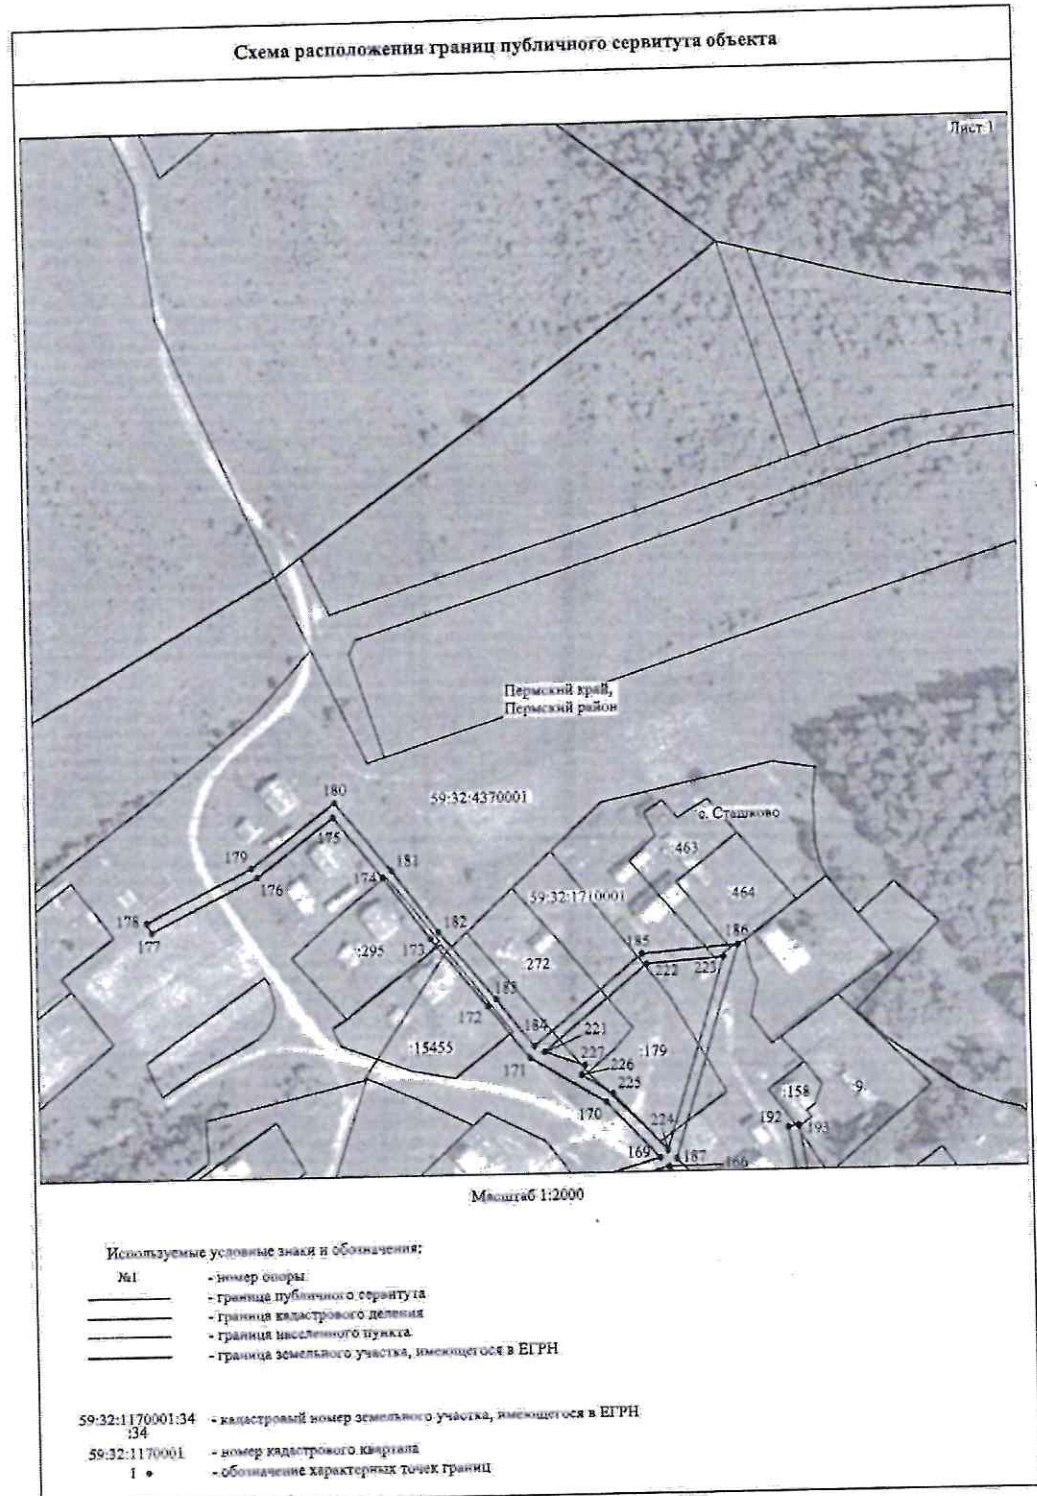 Схема расположения границ публичного сервитута объекта
Лист 1
Пермский край,
Пермский район
180
59:32:4370001
с. Сташково
175
:463
179
181
174
176
59:32:1710001
464
178
182
186
177
:295
173
185
:272
222
223
183
172
184
221
:15455
227
:179
171
226
225
:158
9
170
224
192
193
169
187
166
Масштаб 1:2000
Используемые условные знаки и обозначения:
№1 - номер опоры
- граница публичного сервитута
- граница кадастрового деления
- граница населенного пункта
- граница земельного участка, имеющегося в ЕГРН
59:32:1170001:34 - кадастровый номер земельного участка, имеющегося в ЕГРН
:34
59:32:1170001 - номер кадастрового квартала
1 - обозначение характерных точек границ